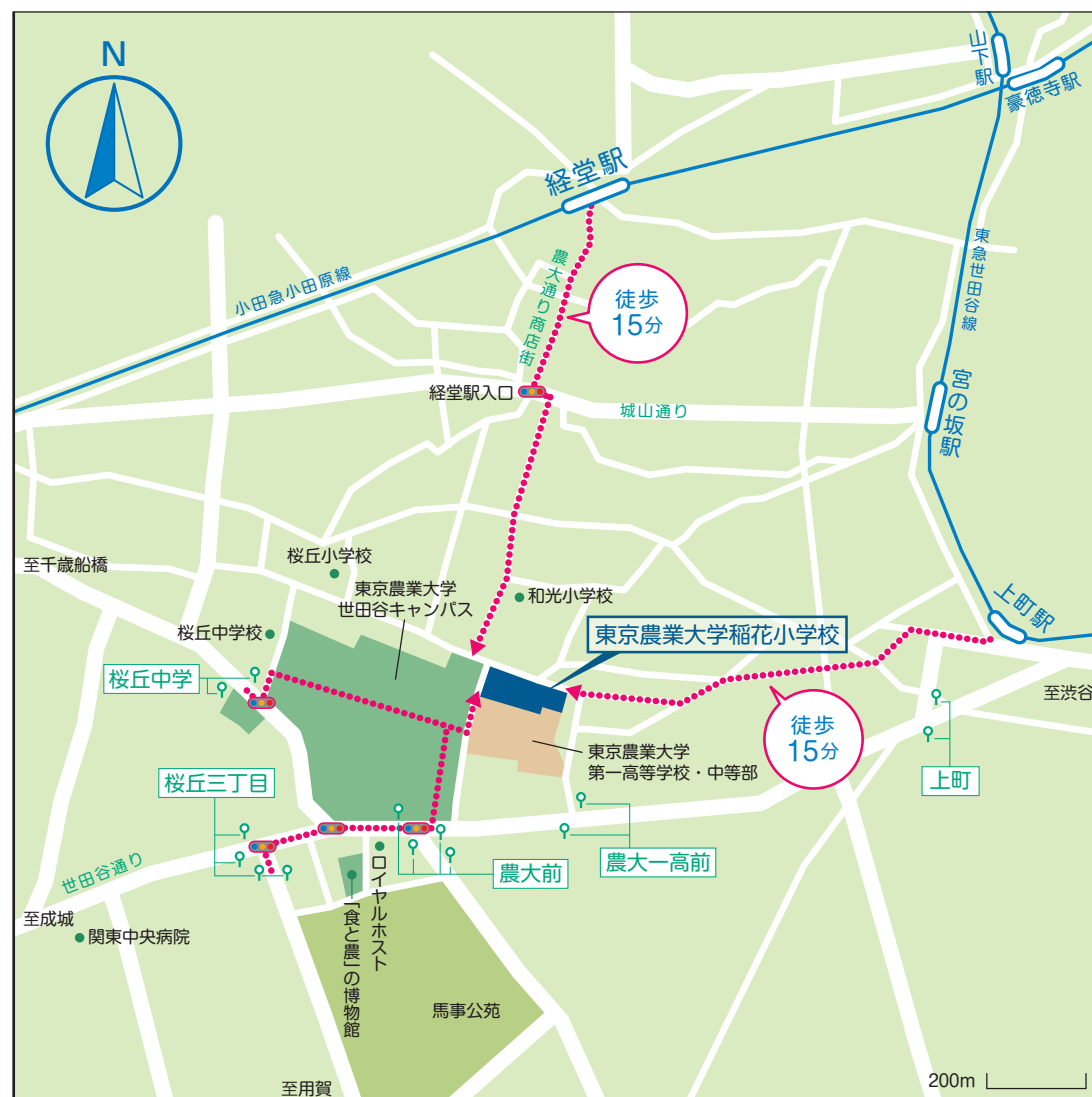 N
山下駅
豪徳寺駅
経堂駅
小田急小田原線
農大通り商店街
徒歩
15分
東急世田谷線
経堂駅入口
城山通り
宮の坂駅
至千歳船橋
桜丘小学校
東京農業大学
世田谷キャンパス
和光小学校
桜丘中学校
東京農業大学稲花小学校
上町駅
桜丘中学
至渋谷
徒歩
15分
東京農業大学
第一高等学校・中等部
桜丘三丁目
上町
世田谷通り
農大前
農大一高前
ロイヤルホスト
「食と農」の博物館
至成城
関東中央病院
馬事公苑
至用賀
200m